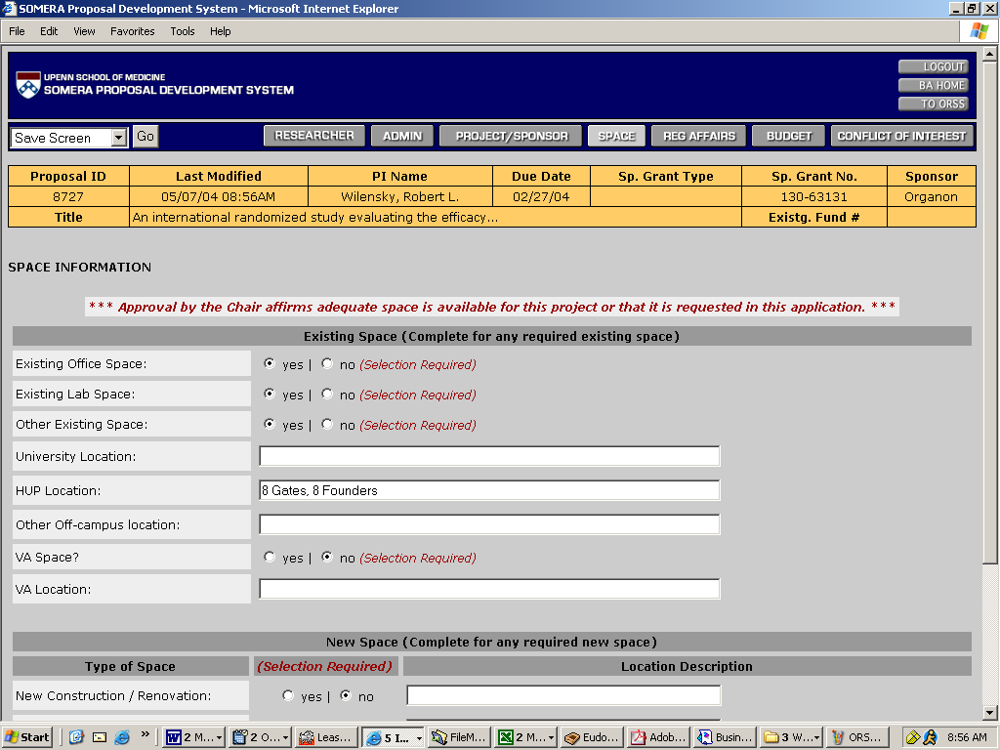 SOMERA Proposal Development System - Microsoft Internet Explorer
File Edit View Favorites Tools Help
UPENN SCHOOL OF MEDICINE
SOMERA PROPOSAL DEVELOPMENT SYSTEM
LOGOUT
BA HOME
TO ORSS
Save Screen Go RESEARCHER ADMIN PROJECT/SPONSOR SPACE REG AFFAIRS BUDGET CONFLICT OF INTEREST
Proposal ID Last Modified PI Name Due Date Sp. Grant Type Sp. Grant No. Sponsor
8727 05/07/04 08:56AM Wilensky, Robert L. 02/27/04 130-63131 Organon
Title An international randomized study evaluating the efficacy... Existg. Fund #
SPACE INFORMATION
*** Approval by the Chair affirms adequate space is available for this project or that it is requested in this application. ***
Existing Space (Complete for any required existing space)
Existing Office Space: yes | no (Selection Required)
Existing Lab Space: yes | no (Selection Required)
Other Existing Space: yes | no (Selection Required)
University Location:
HUP Location: 8 Gates, 8 Founders
Other Off-campus location:
VA Space? yes | no (Selection Required)
VA Location:
New Space (Complete for any required new space)
Type of Space (Selection Required) Location Description
New Construction / Renovation: yes | no
Start » 2 M... 2 O... Leas... 5 I... FileM... 2 M... Eudo... Adob... Busin... 3 W... ORS... 8:56 AM